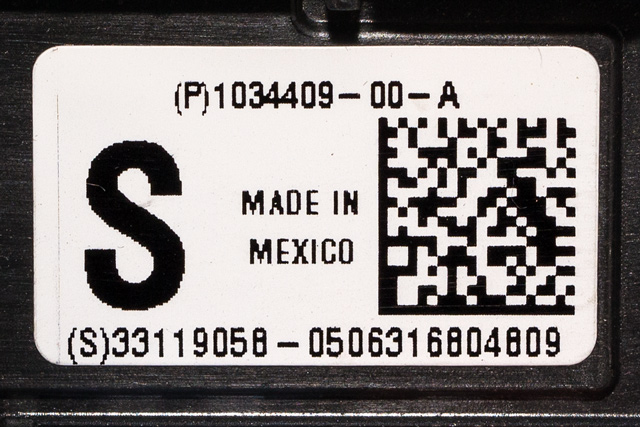 (P)1034409-00-A
S
MADE IN
MEXICO
(S)33119058-0506316804809